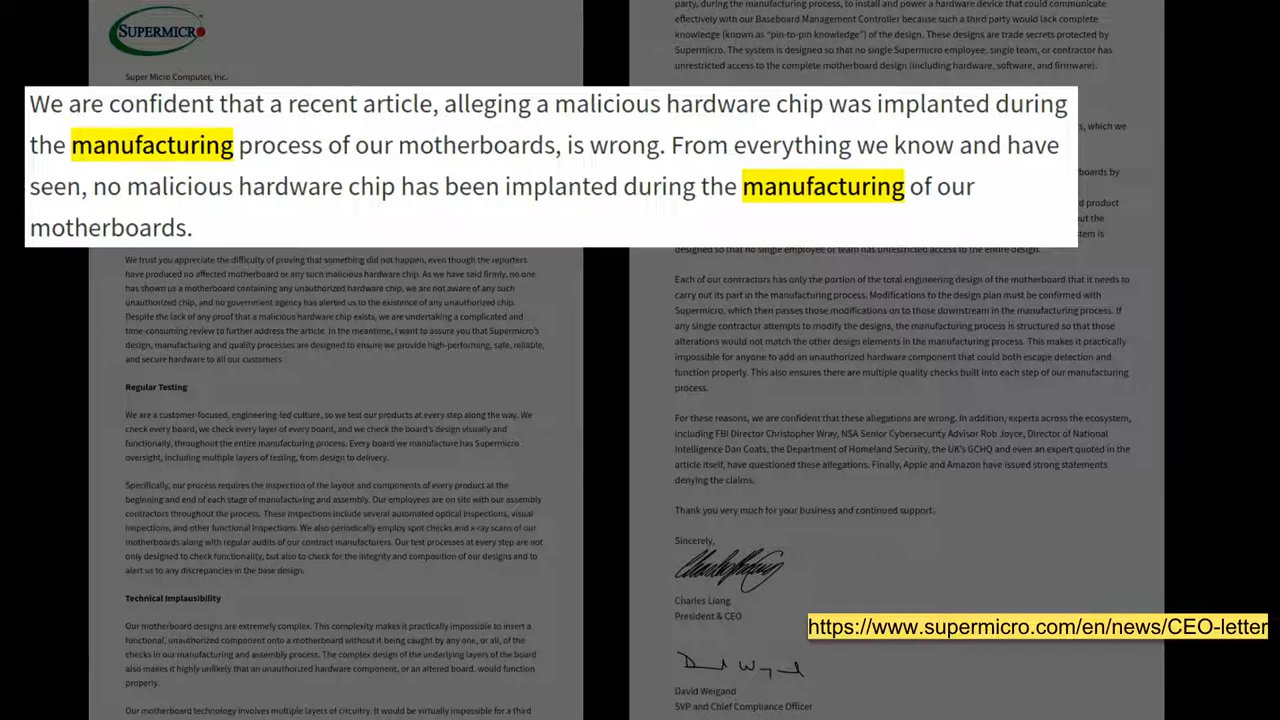 SUPERMICRO
Super Micro Computer, Inc.
We are confident that a recent article, alleging a malicious hardware chip was implanted during
the manufacturing process of our motherboards, is wrong. From everything we know and have
seen, no malicious hardware chip has been implanted during the manufacturing of our
motherboards.
We trust you appreciate the difficulty of proving that something did not happen, even though the reporters
have produced no affected motherboard or any such malicious hardware chip. As we have said firmly, no one
has shown us a motherboard containing any unauthorized hardware chip, we are not aware of any such
unauthorized chip, and no government agency has alerted us to the existence of any unauthorized chip.
Despite the lack of any proof that a malicious hardware chip exists, we are undertaking a complicated and
time-consuming review to further address the article. In the meantime, I want to assure you that Supermicro's
design, manufacturing and quality processes are designed to ensure we provide high-performing, safe, reliable,
and secure hardware to all our customers.
Regular Testing
We are a customer-focused, engineering-led culture, so we test our products at every step along the way. We
check every board, we check every layer of every board, and we check the board's design visually and
functionally, throughout the entire manufacturing process. Every board we manufacture has Supermicro
oversight, including multiple layers of testing, from design to delivery.
Specifically, our process requires the inspection of the layout and components of every product at the
beginning and end of each stage of manufacturing and assembly. Our employees are on site with our assembly
contractors throughout the process. These inspections include several automated optical inspections, visual
inspections, and other functional inspections. We also periodically employ spot checks and x-ray scans of our
motherboards along with regular audits of our contract manufacturers. Our test processes at every step are not
only designed to check functionality, but also to check for the integrity and composition of our designs and to
alert us to any discrepancies in the base design.
Technical Implausibility
Our motherboard designs are extremely complex. This complexity makes it practically impossible to insert a
functional, unauthorized component onto a motherboard without it being caught by any one, or all, of the
checks in our manufacturing and assembly process. The complex design of the underlying layers of the board
also makes it highly unlikely that an unauthorized hardware component, or an altered board, would function
properly.
Our motherboard technology involves multiple layers of circuitry. It would be virtually impossible for a third
party, during the manufacturing process, to install and power a hardware device that could communicate
effectively with our Baseboard Management Controller because such a third party would lack complete
knowledge (known as “pin-to-pin knowledge”) of the design. These designs are trade secrets protected by
Supermicro. The system is designed so that no single Supermicro employee, single team, or contractor has
unrestricted access to the complete motherboard design (including hardware, software, and firmware).
s, which we
erboards by
d product
out the
stem is
designed so that no single employee or team has unrestricted access to the entire design.
Each of our contractors has only the portion of the total engineering design of the motherboard that it needs to
carry out its part in the manufacturing process. Modifications to the design plan must be confirmed with
Supermicro, which then passes those modifications on to those downstream in the manufacturing process. If
any single contractor attempts to modify the designs, the manufacturing process is structured so that those
alterations would not match the other design elements in the manufacturing process. This makes it practically
impossible for anyone to add an unauthorized hardware component that could both escape detection and
function properly. This also ensures there are multiple quality checks built into each step of our manufacturing
process.
For these reasons, we are confident that these allegations are wrong. In addition, experts across the ecosystem,
including FBI Director Christopher Wray, NSA Senior Cybersecurity Advisor Rob Joyce, Director of National
Intelligence Dan Coats, the Department of Homeland Security, the UK's GCHQ and even an expert quoted in the
article itself, have questioned these allegations. Finally, Apple and Amazon have issued strong statements
denying the claims.
Thank you very much for your business and continued support.
Sincerely,
Charles Liang
President & CEO
https://www.supermicro.com/en/news/CEO-letter
David Weigand
SVP and Chief Compliance Officer